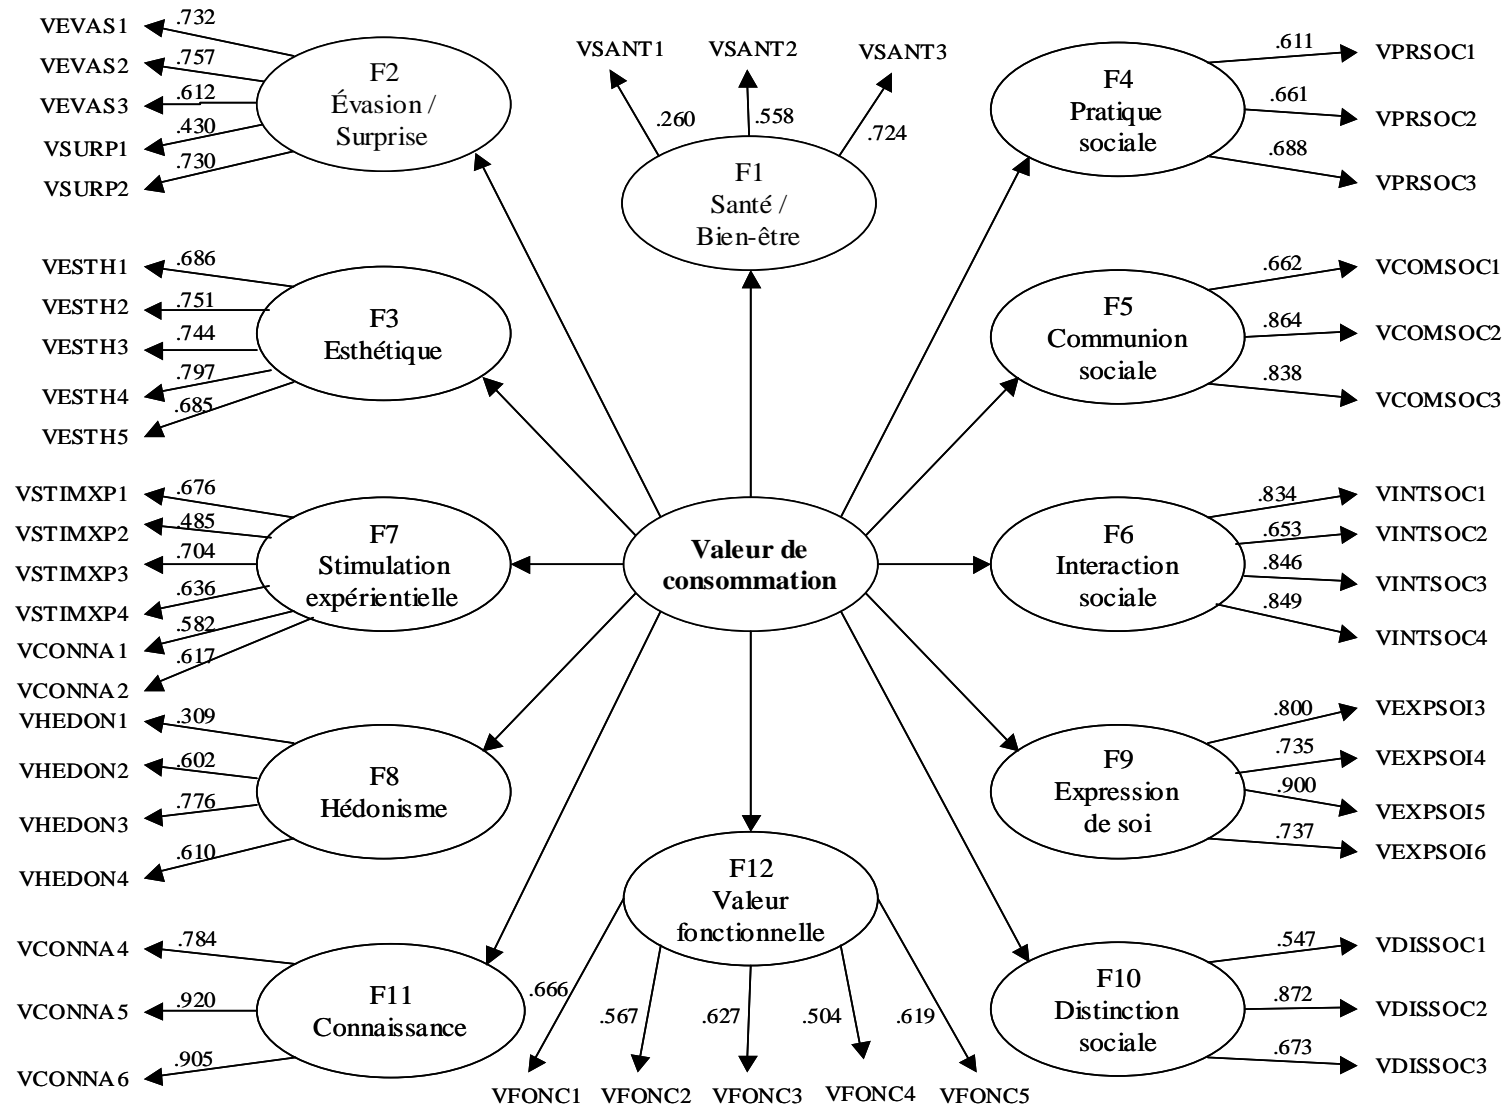 VEVAS1 .732
VEVAS2 .757
VEVAS3 .612
VSURP1 .430
VSURP2 .730
F2
Évasion /
Surprise
VSANT1 VSANT2 VSANT3
.260 .558 .724
F1
Santé /
Bien-être
F4
Pratique
sociale
.611 VPRSOC1
.661 VPRSOC2
.688 VPRSOC3
VESTH1 .686
VESTH2 .751
VESTH3 .744
VESTH4 .797
VESTH5 .685
F3
Esthétique
F5
Communion
sociale
.662 VCOMSOC1
.864 VCOMSOC2
.838 VCOMSOC3
VSTIMXP1 .676
VSTIMXP2 .485
VSTIMXP3 .704
VSTIMXP4 .636
VCONNA1 .582
VCONNA2 .617
F7
Stimulation
expérientielle
Valeur de
consommation
F6
Interaction
sociale
.834 VINTSOC1
.653 VINTSOC2
.846 VINTSOC3
.849 VINTSOC4
VHEDON1 .309
VHEDON2 .602
VHEDON3 .776
VHEDON4 .610
F8
Hédonisme
F9
Expression
de soi
.800 VEXPSOI3
.735 VEXPSOI4
.900 VEXPSOI5
.737 VEXPSOI6
VCONNA4 .784
VCONNA5 .920
VCONNA6 .905
F11
Connaissance
F12
Valeur
fonctionnelle
.666 .567 .627 .504 .619
VFONC1 VFONC2 VFONC3 VFONC4 VFONC5
F10
Distinction
sociale
.547 VDISSOC1
.872 VDISSOC2
.673 VDISSOC3